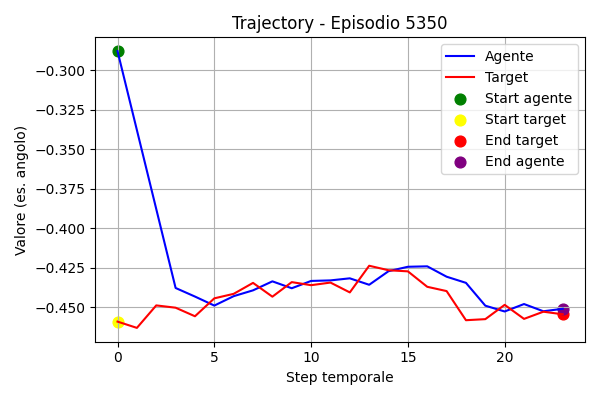 Trajectory - Episodio 5350
Valore (es. angolo)
−0.300
−0.325
−0.350
−0.375
−0.400
−0.425
−0.450
Agente
Target
Start agente
Start target
End target
End agente
0
5
10
15
20
Step temporale